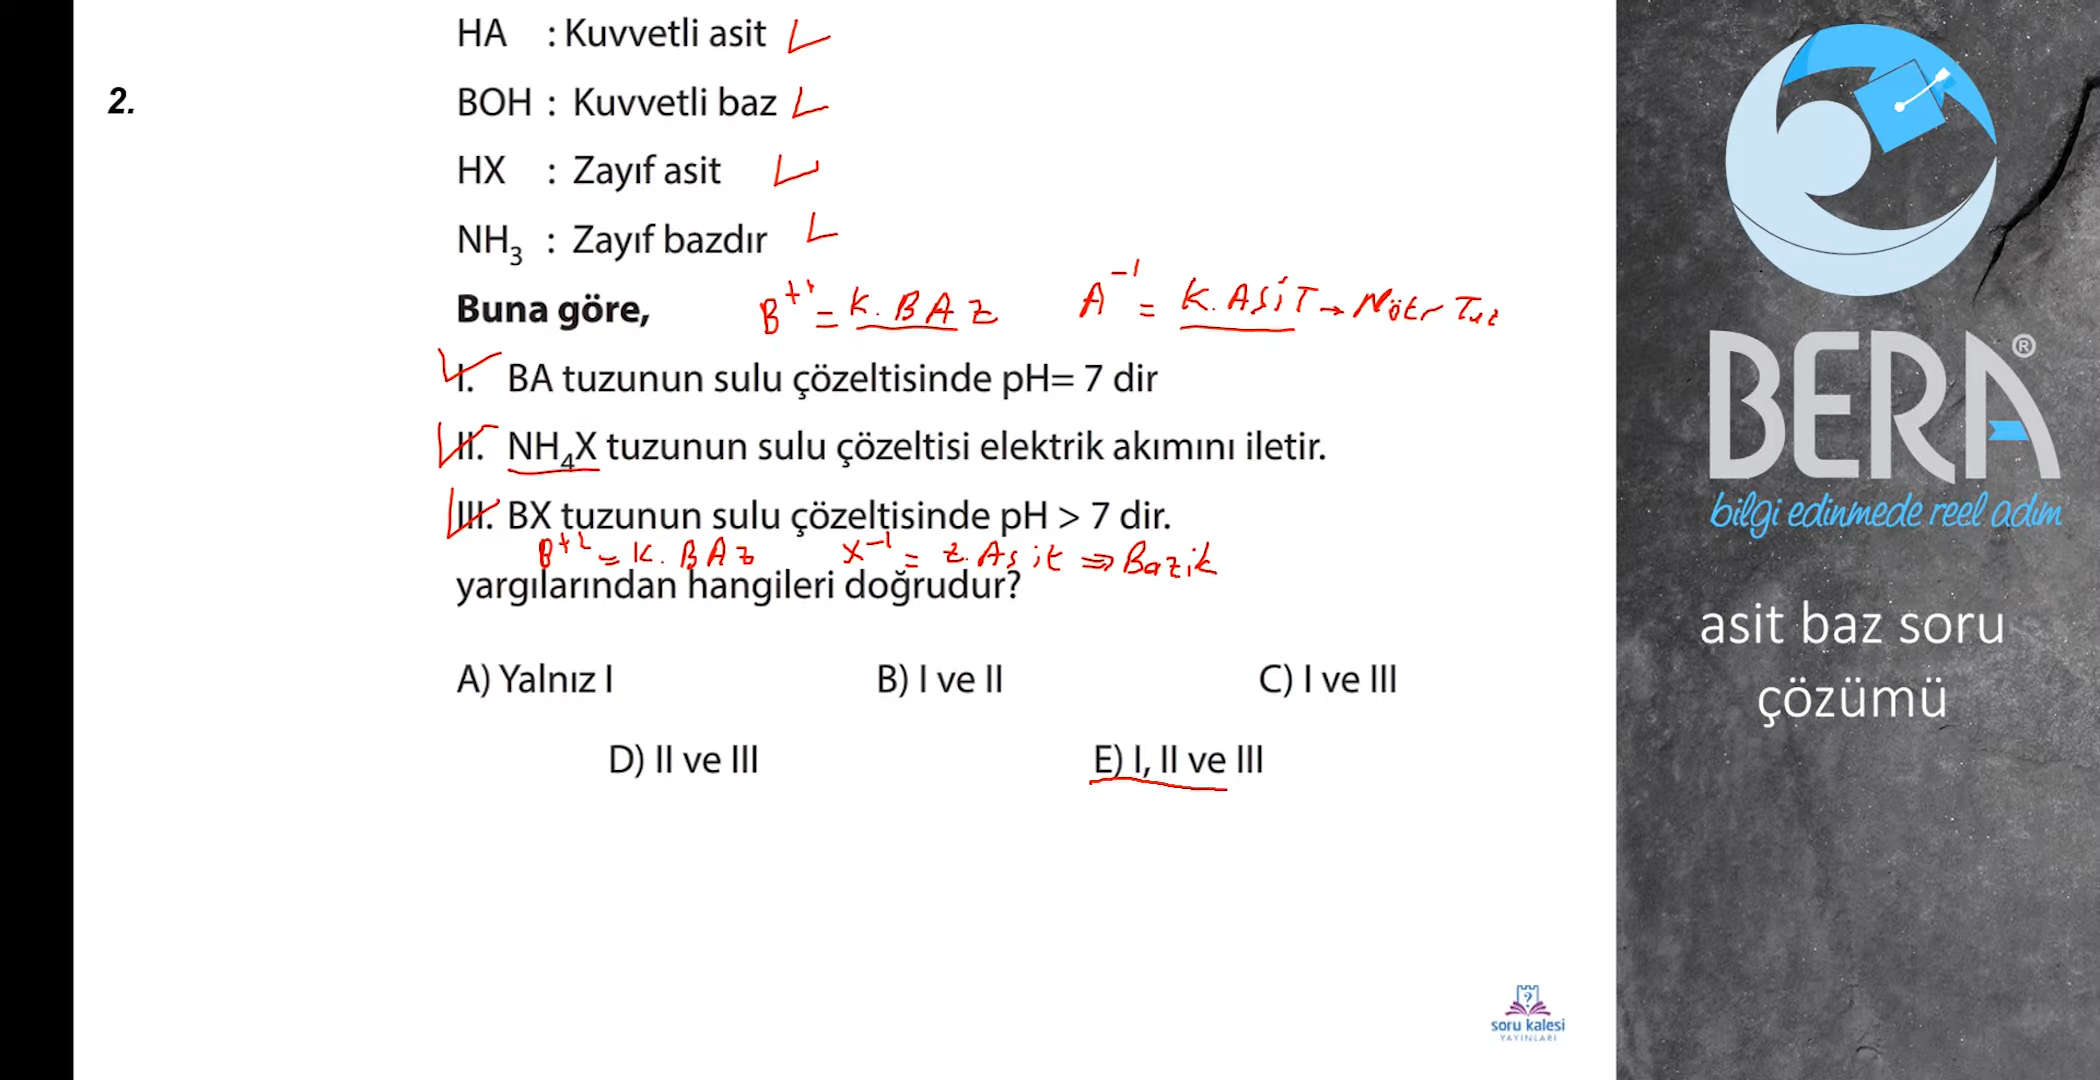 HA : Kuvvetli asit
2.
BOH : Kuvvetli baz
HX : Zayıf asit
NH₃ : Zayıf bazdır
Buna göre,
B⁺¹ = K. BAZ A⁻¹ = K. ASİT → Nötr Tuz
I. BA tuzunun sulu çözeltisinde pH= 7 dir
II. NH₄X tuzunun sulu çözeltisi elektrik akımını iletir.
III. BX tuzunun sulu çözeltisinde pH > 7 dir.
B⁺¹ = K. BAZ X⁻¹ = Z. Asit ⇒ Bazik
yargılarından hangileri doğrudur?
A) Yalnız I B) I ve II C) I ve III
D) II ve III E) I, II ve III
soru kalesi
YAYINLARI
BERA®
bilgi edinmede reel adım
asit baz soru
çözümü